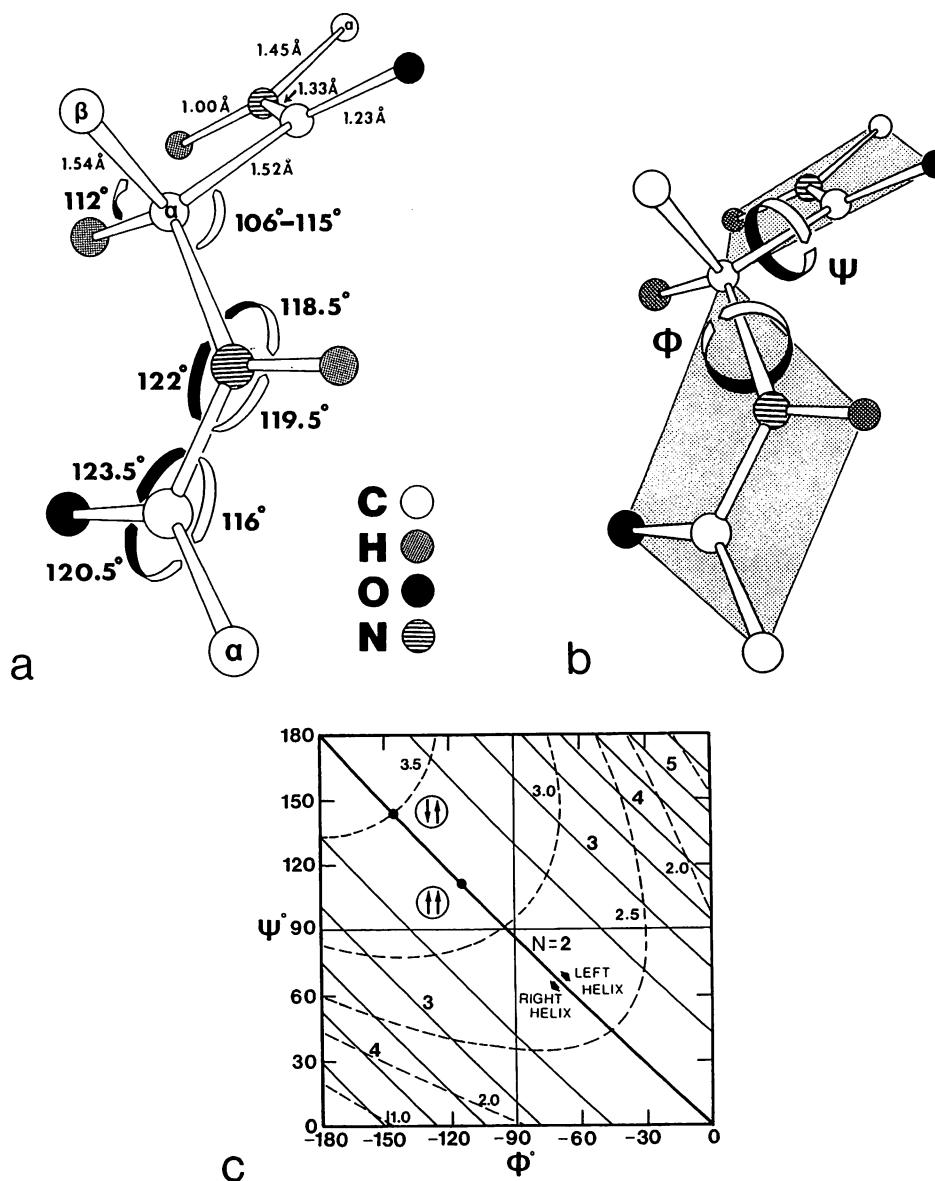 α
1.45Å
1.33Å
1.00Å
1.23Å
β
1.54Å
1.52Å
112°
α
106°–115°
118.5°
122°
119.5°
123.5°
116°
120.5°
α
C
H
O
N
a
Ψ
Φ
b
180
150
120
Ψ° 90
60
30
0
3.5
3.0
5
4
3
2.0
2.5
N=2
LEFT
HELIX
RIGHT
HELIX
3
4
2.0
1.0
-180 -150 -120 -90 -60 -30 0
Φ°
c